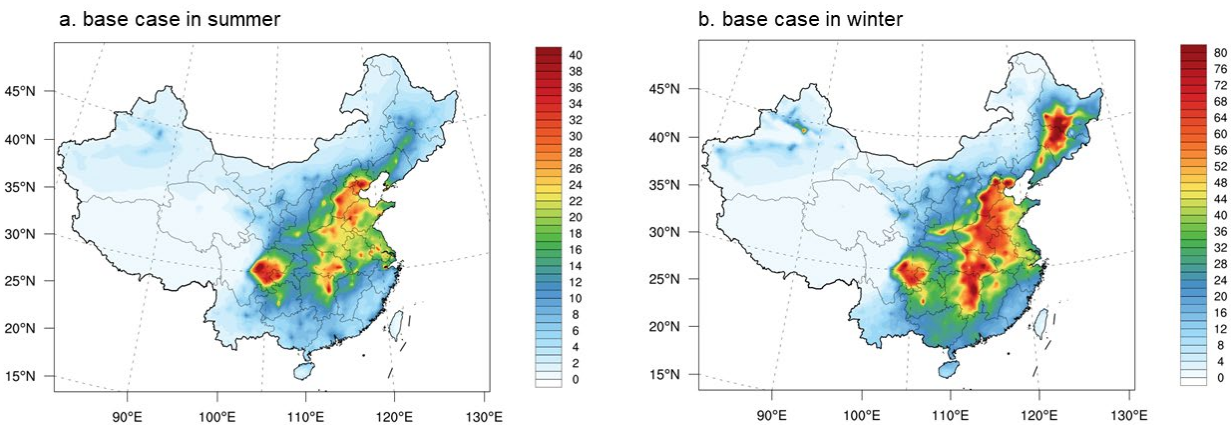 a. base case in summer
45°N
40°N
35°N
30°N
25°N
20°N
15°N
90°E 100°E 110°E 120°E 130°E
40
38
36
34
32
30
28
26
24
22
20
18
16
14
12
10
8
6
4
2
0
b. base case in winter
45°N
40°N
35°N
30°N
25°N
20°N
15°N
90°E 100°E 110°E 120°E 130°E
80
76
72
68
64
60
56
52
48
44
40
36
32
28
24
20
16
12
8
4
0